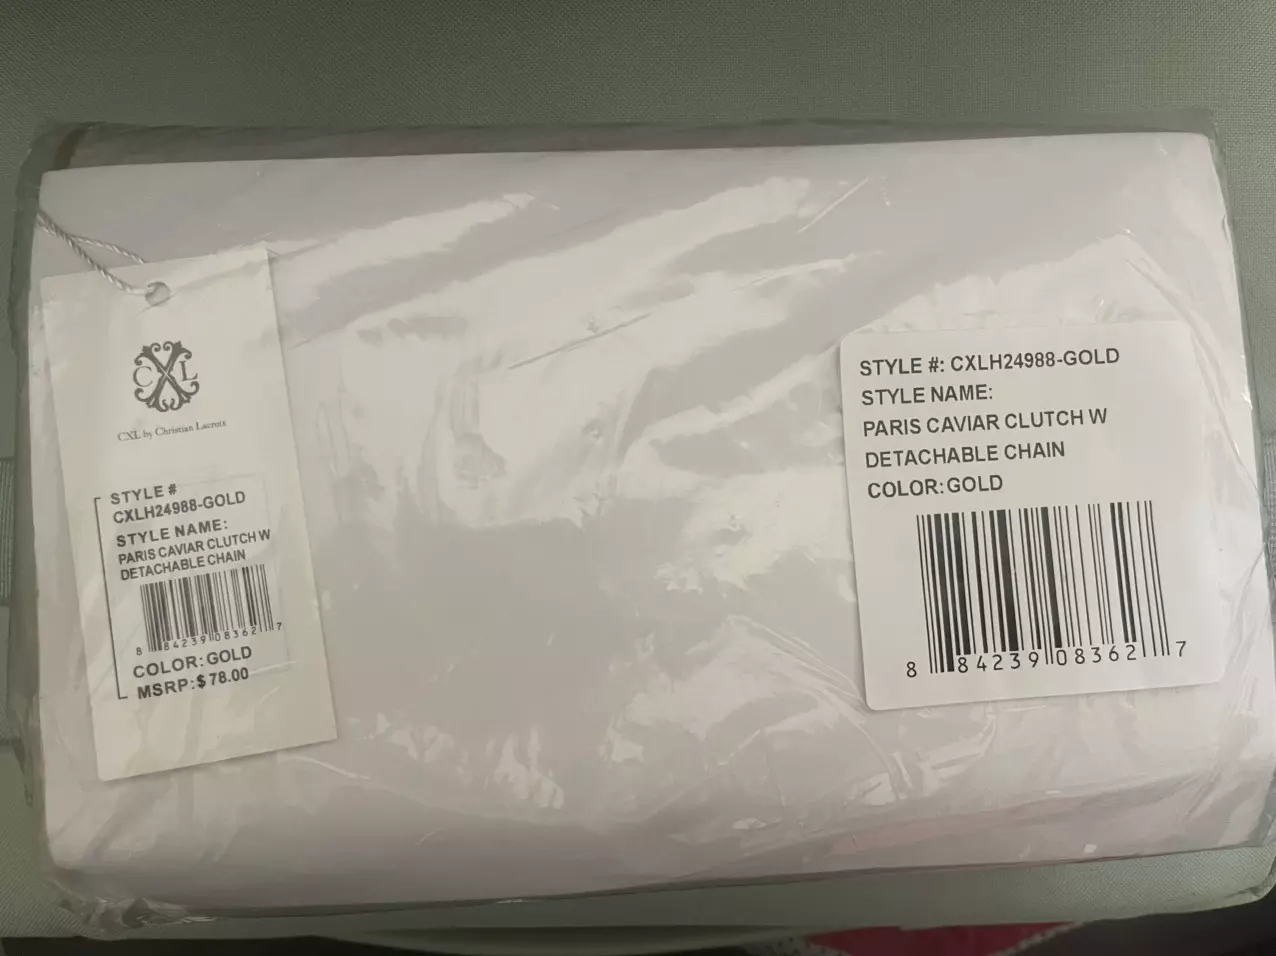 CXL
CXL by Christian Lacroix
STYLE #
CXLH24988-GOLD
STYLE NAME:
PARIS CAVIAR CLUTCH W
DETACHABLE CHAIN
8 84239 08362 7
COLOR:GOLD
MSRP:$78.00
STYLE #: CXLH24988-GOLD
STYLE NAME:
PARIS CAVIAR CLUTCH W
DETACHABLE CHAIN
COLOR:GOLD
8 84239 08362 7